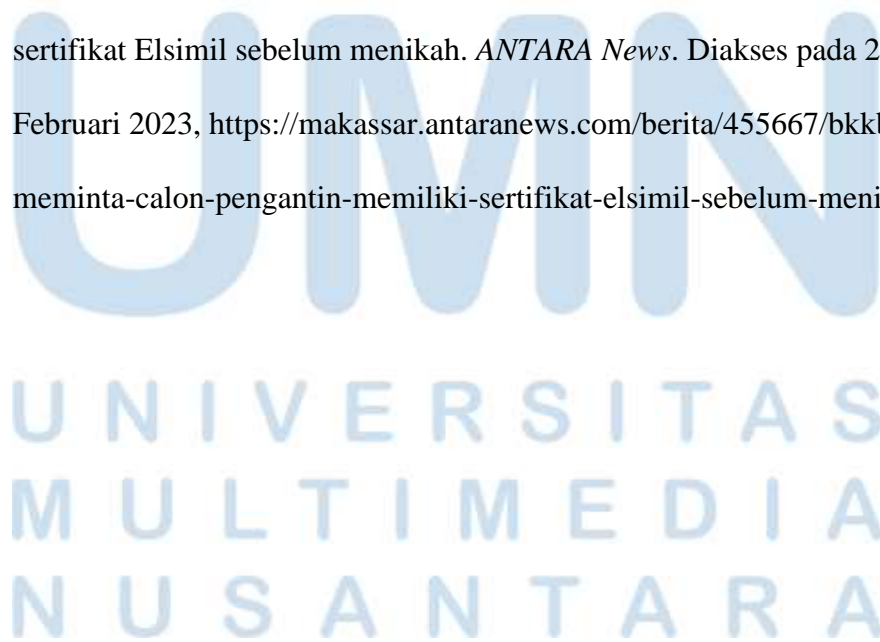 sertifikat Elsimil sebelum menikah. ANTARA News. Diakses pada 2
Februari 2023, https://makassar.antaranews.com/berita/455667/bkkb
meminta-calon-pengantin-memiliki-sertifikat-elsimil-sebelum-meni
UMN
UNIVERSITAS
MULTIMEDIA
NUSANTARA